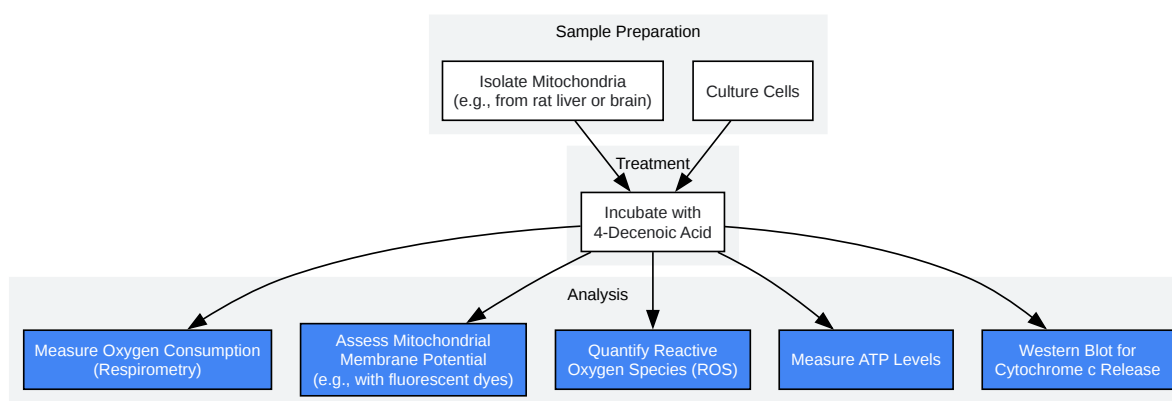 Sample Preparation
Isolate Mitochondria
(e.g., from rat liver or brain)
Culture Cells
Treatment
Incubate with
4-Decenoic Acid
Analysis
Measure Oxygen Consumption
(Respirometry)
Assess Mitochondrial
Membrane Potential
(e.g., with fluorescent dyes)
Quantify Reactive
Oxygen Species (ROS)
Measure ATP Levels
Western Blot for
Cytochrome c Release